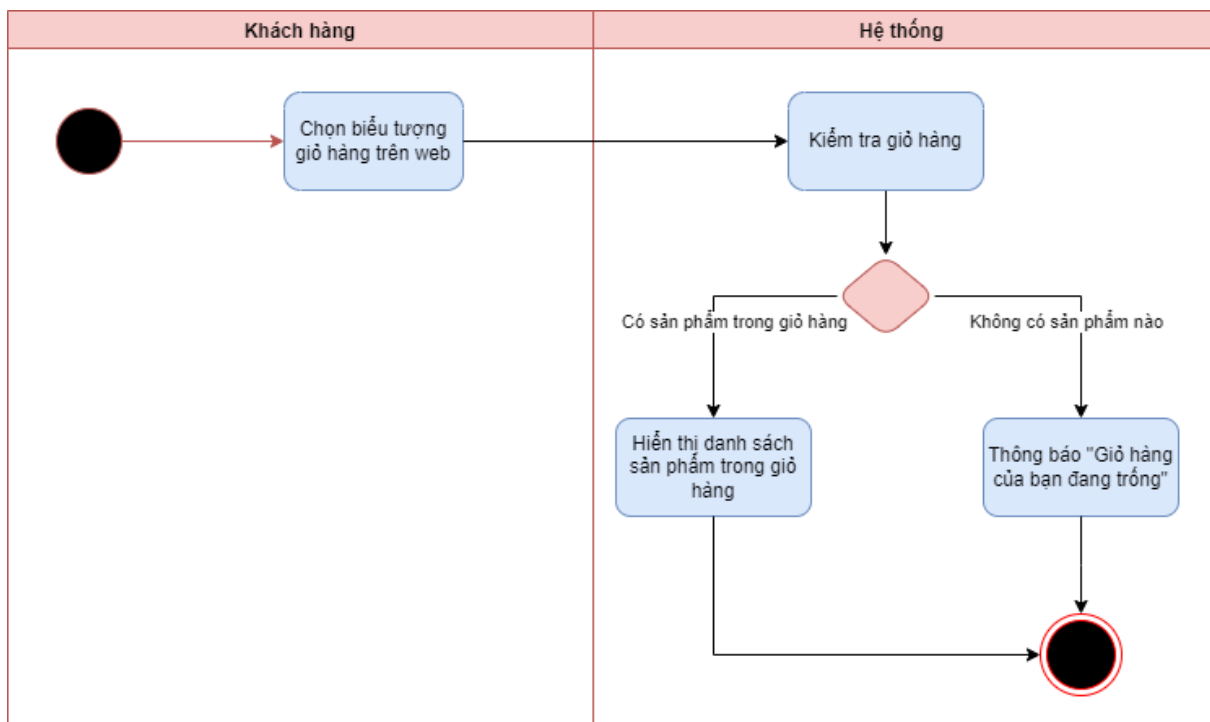 Khách hàng
Hệ thống
Chọn biểu tượng
giỏ hàng trên web
Kiểm tra giỏ hàng
Có sản phẩm trong giỏ hàng
Không có sản phẩm nào
Hiển thị danh sách
sản phẩm trong giỏ
hàng
Thông báo "Giỏ hàng
của bạn đang trống"